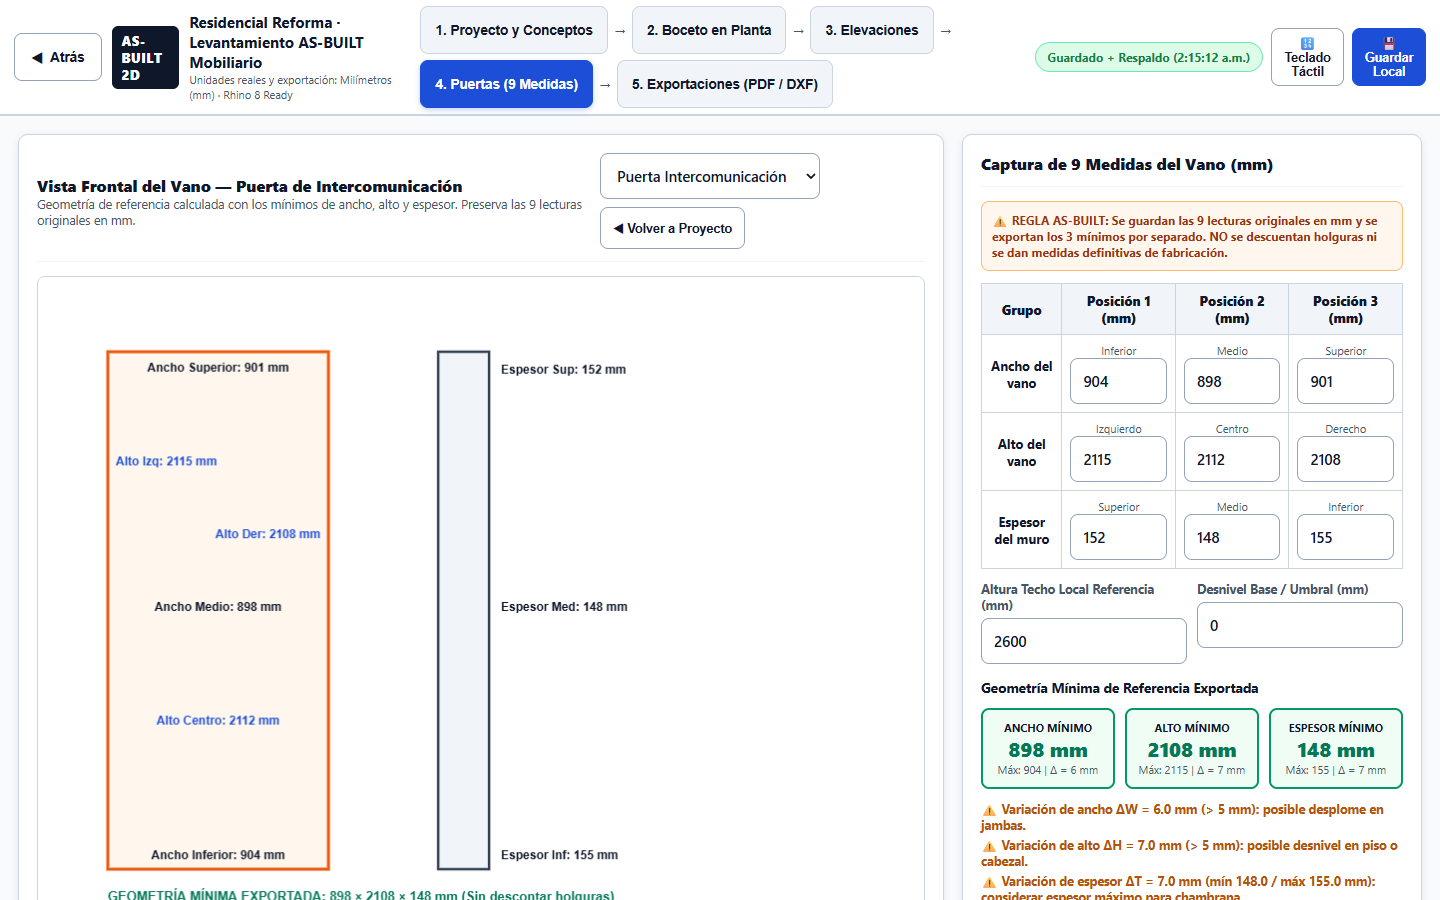 ◀ Atrás
AS-BUILT 2D
Residencial Reforma · Levantamiento AS-BUILT Mobiliario
Unidades reales y exportación: Milímetros (mm) · Rhino 8 Ready
1. Proyecto y Conceptos → 2. Boceto en Planta → 3. Elevaciones →
4. Puertas (9 Medidas) → 5. Exportaciones (PDF / DXF)
Guardado + Respaldo (2:15:12 a.m.)
Teclado Táctil
Guardar Local
Vista Frontal del Vano — Puerta de Intercomunicación
Geometría de referencia calculada con los mínimos de ancho, alto y espesor. Preserva las 9 lecturas
originales en mm.
Puerta Intercomunicación
◀ Volver a Proyecto
Ancho Superior: 901 mm
Alto Izq: 2115 mm
Alto Der: 2108 mm
Ancho Medio: 898 mm
Alto Centro: 2112 mm
Ancho Inferior: 904 mm
Espesor Sup: 152 mm
Espesor Med: 148 mm
Espesor Inf: 155 mm
GEOMETRÍA MÍNIMA EXPORTADA: 898 × 2108 × 148 mm (Sin descontar holguras)
Captura de 9 Medidas del Vano (mm)
⚠ REGLA AS-BUILT: Se guardan las 9 lecturas originales en mm y se
exportan los 3 mínimos por separado. NO se descuentan holguras ni
se dan medidas definitivas de fabricación.
Grupo Posición 1 (mm) Posición 2 (mm) Posición 3 (mm)
Inferior Medio Superior
Ancho del vano 904 898 901
Izquierdo Centro Derecho
Alto del vano 2115 2112 2108
Superior Medio Inferior
Espesor del muro 152 148 155
Altura Techo Local Referencia (mm)
2600
Desnivel Base / Umbral (mm)
0
Geometría Mínima de Referencia Exportada
ANCHO MÍNIMO
898 mm
Máx: 904 | Δ = 6 mm
ALTO MÍNIMO
2108 mm
Máx: 2115 | Δ = 7 mm
ESPESOR MÍNIMO
148 mm
Máx: 155 | Δ = 7 mm
⚠ Variación de ancho ΔW = 6.0 mm (> 5 mm): posible desplome en
jambas.
⚠ Variación de alto ΔH = 7.0 mm (> 5 mm): posible desnivel en piso o
cabezal.
⚠ Variación de espesor ΔT = 7.0 mm (mín 148.0 / máx 155.0 mm):
considerar espesor máximo para chambrana.